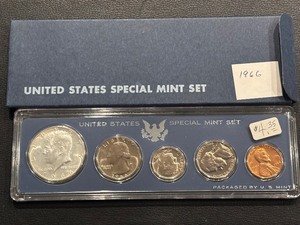 1966
UNITED STATES SPECIAL MINT SET
UNITED STATES SPECIAL MINT SET
PACKAGED BY U.S. MINT